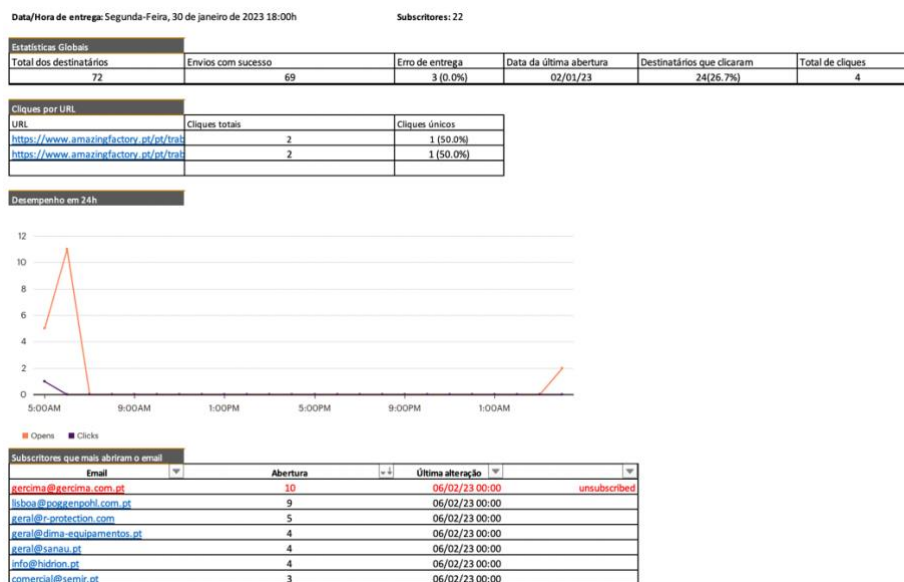 Data/Hora de entrega: Segunda-Feira, 30 de janeiro de 2023 18:00h Subscritores: 22
Estatísticas Globais
Total dos destinatários Envios com sucesso Erro de entrega Data da última abertura Destinatários que clicaram Total de cliques
72 69 3 (0.0%) 02/01/23 24(26.7%) 4
Cliques por URL
URL Cliques totais Cliques únicos
https://www.amazingfactory.pt/pt/trab 2 1 (50.0%)
https://www.amazingfactory.pt/pt/trab 2 1 (50.0%)
Desempenho em 24h
12
10
8
6
4
2
0
5:00AM 9:00AM 1:00PM 5:00PM 9:00PM 1:00AM
Opens Clicks
Subscritores que mais abriram o email
Email Abertura Última alteração
gercima@gercima.com.pt 10 06/02/23 00:00 unsubscribed
lisboa@poggenpohl.com.pt 9 06/02/23 00:00
geral@r-protection.com 5 06/02/23 00:00
geral@dima-equipamentos.pt 4 06/02/23 00:00
geral@sanau.pt 4 06/02/23 00:00
info@hidrion.pt 4 06/02/23 00:00
comercial@semir.pt 3 06/02/23 00:00